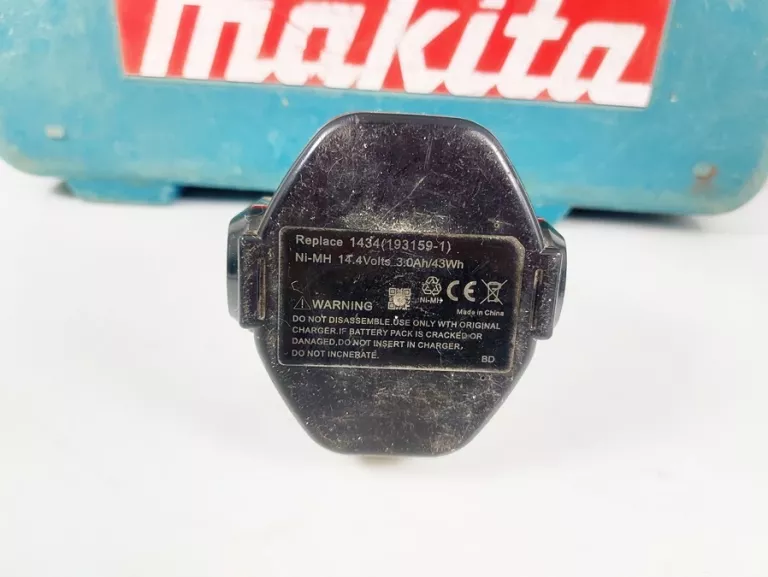 makita
Replace 1434(193159-1)
Ni-MH 14.4Volts 3.0Ah/43Wh
WARNING
Ni-MH
CE
Made in China
DO NOT DISASSEMBLE.USE ONLY WTH ORIGINAL
CHARGER.IF BATTERY PACK IS CRACKED OR
DAMAGED,DO NOT INSERT IN CHARGER,
DO NOT INCNERATE.
BD